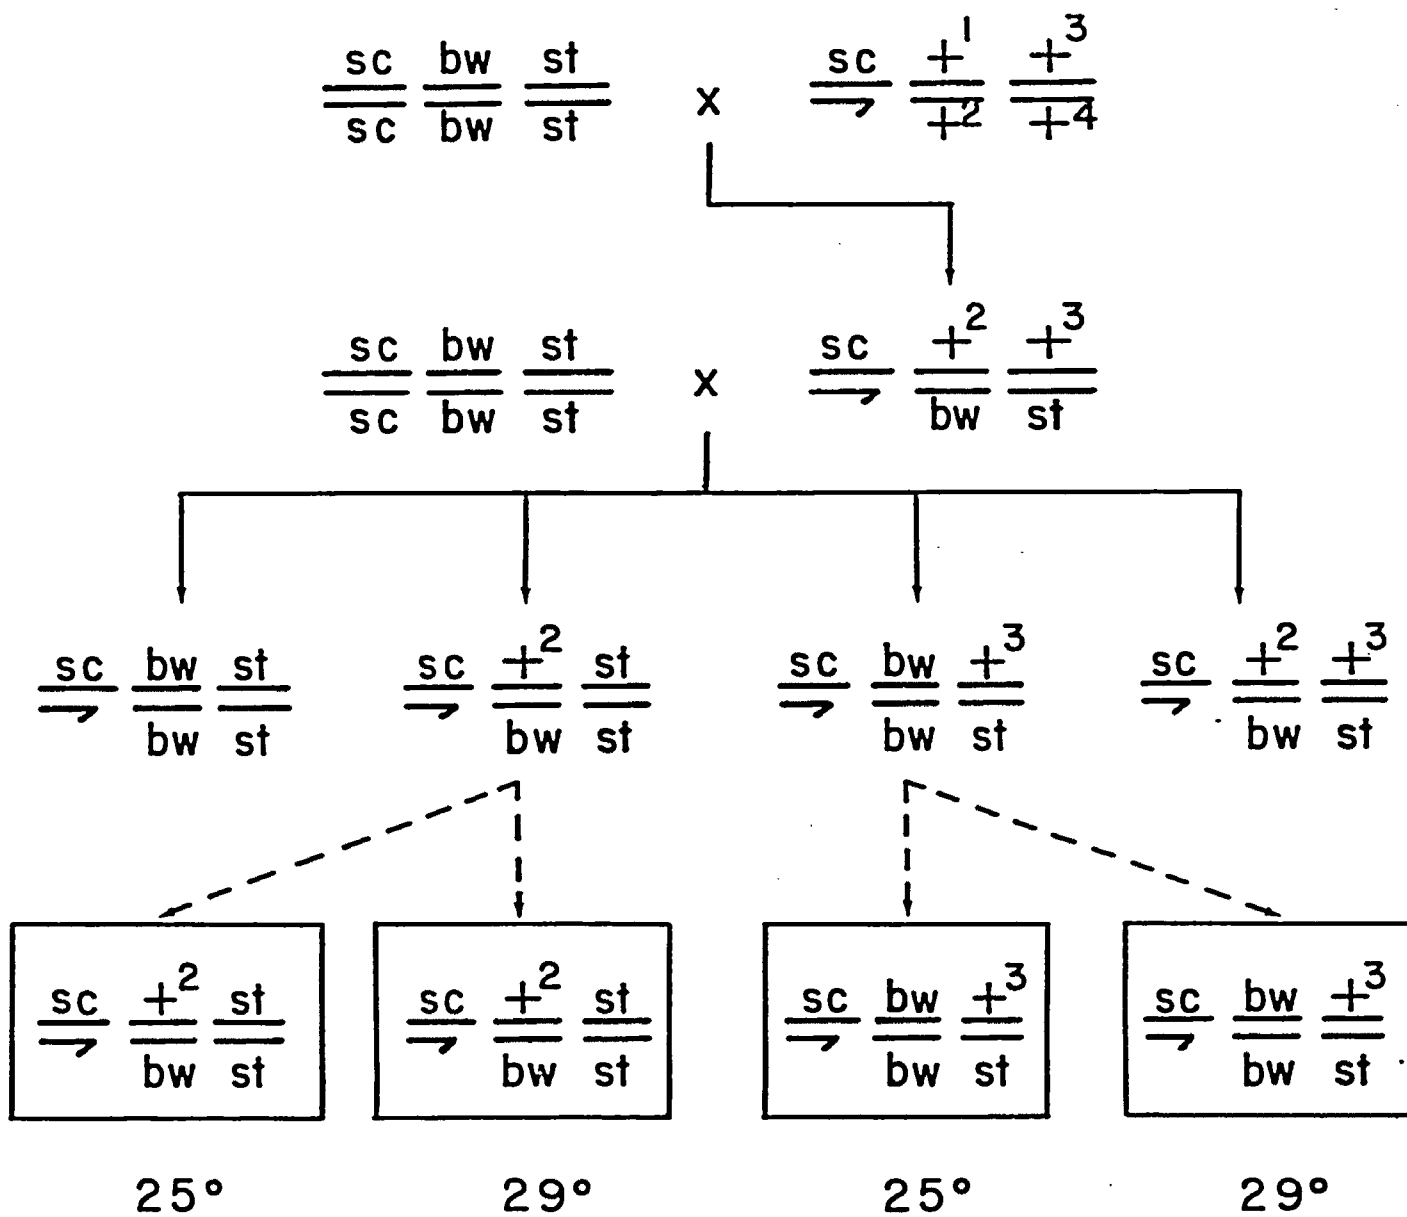 sc bw st sc +1 +3
sc bw st x +2 +4
sc bw st sc +2 +3
sc bw st x bw st
sc bw st sc +2 st sc bw +3 sc +2 +3
bw st bw st bw st bw st
sc +2 st sc +2 st sc bw +3 sc bw +3
bw st bw st bw st bw st
25° 29° 25° 29°